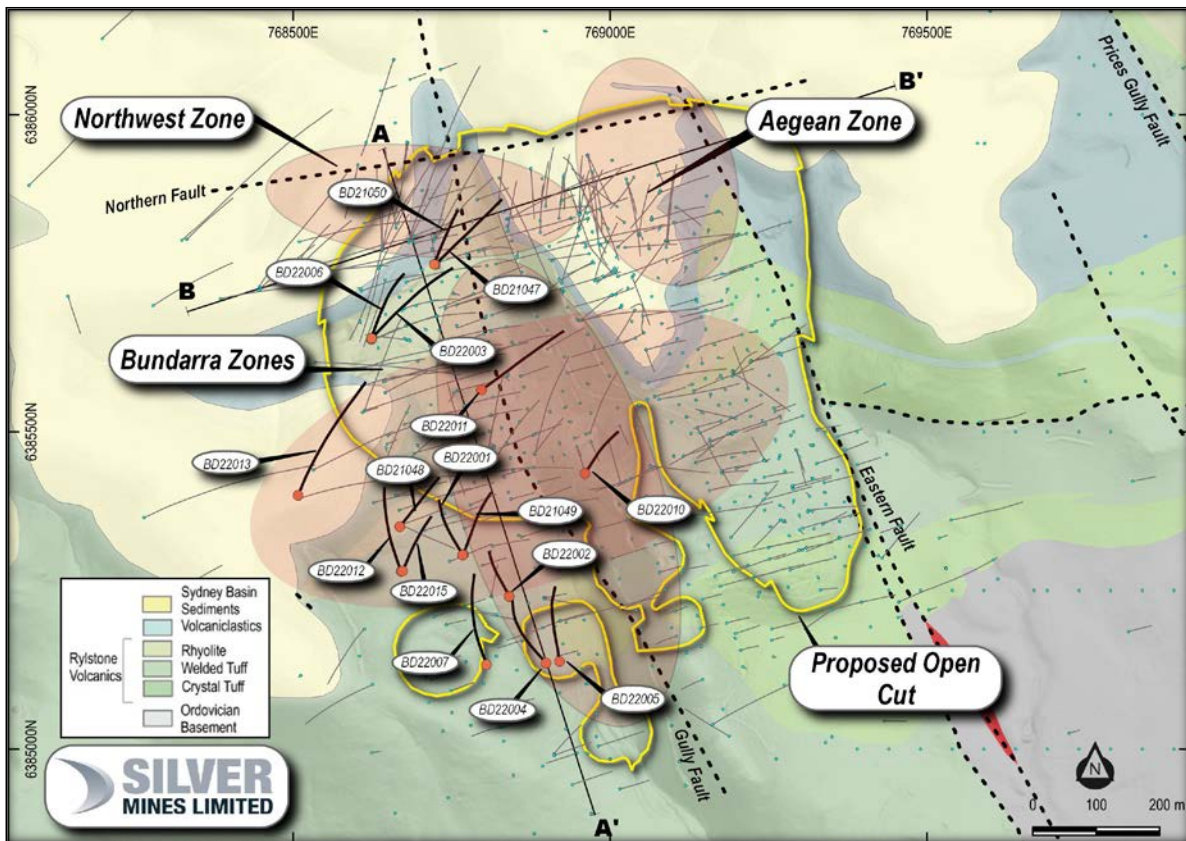 768500E
769000E
769500E
6386000N
6385500N
6385000N
Northwest Zone
A
B'
Aegean Zone
Prices Gully Fault
Northern Fault
BD21050
BD22006
B
BD21047
BD22003
Bundarra Zones
BD22011
BD22001
BD22013
BD21048
BD21049
BD22010
BD22002
Eastern Fault
BD22012
BD22015
BD22007
BD22004
BD22005
Proposed Open
Cut
Gully Fault
A'
Sydney Basin
Sediments
Volcaniclastics
Rylstone
Volcanics
Rhyolite
Welded Tuff
Crystal Tuff
Ordovician
Basement
SILVER
MINES LIMITED
N
0 100 200 m